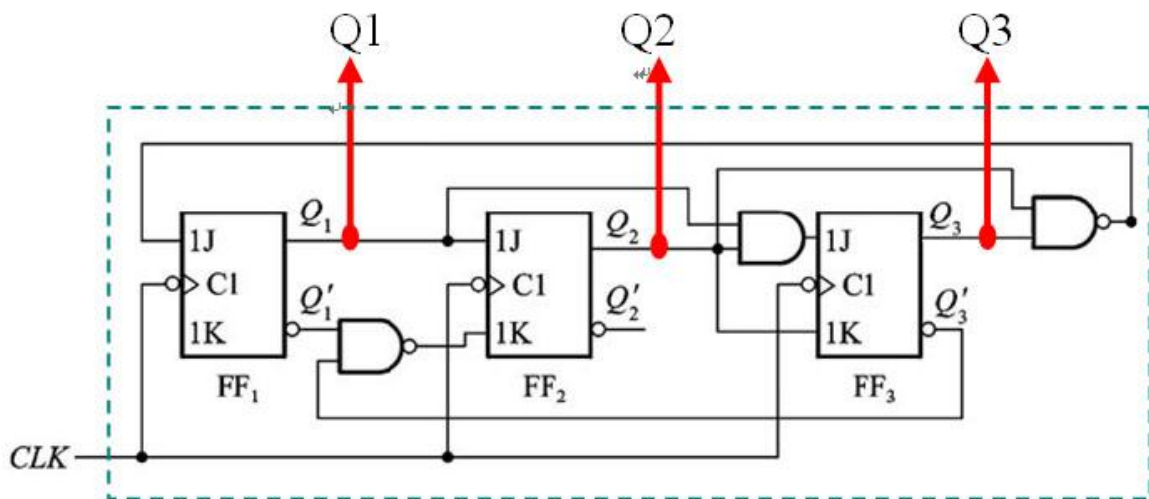 Q1 Q2 Q3
Q₁ Q₂ Q₃
1J 1J 1J
C1 C1 C1
Q₁′ Q₂′ Q₃′
1K 1K 1K
FF₁ FF₂ FF₃
CLK